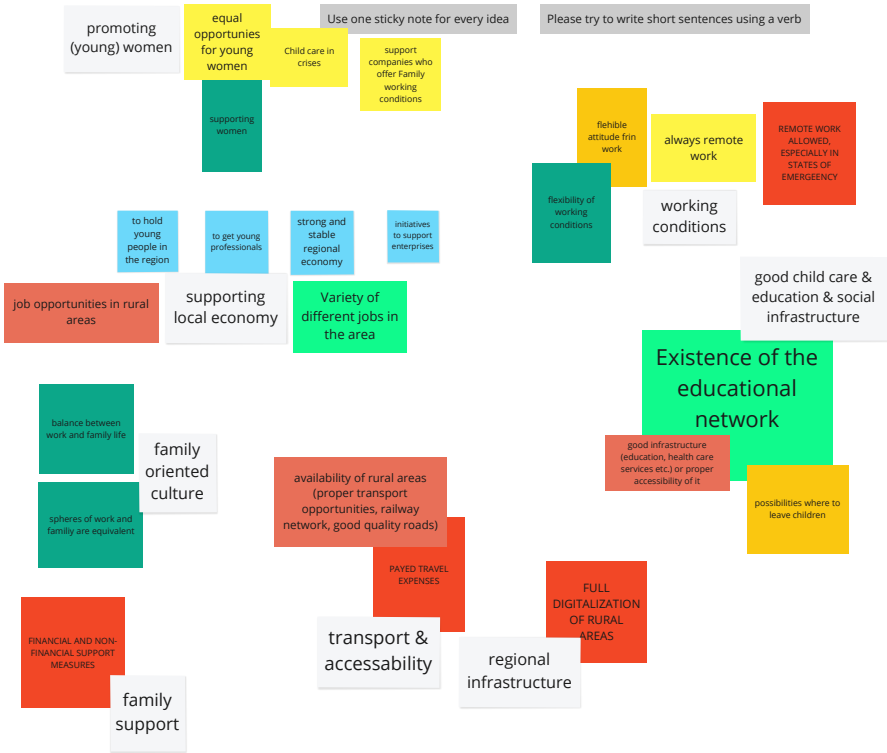 promoting
(young) women
equal
opportunies
for young
women
Child care in
crises
Use one sticky note for every idea
support
companies who
offer Family
working
conditions
Please try to write short sentences using a verb
supporting
women
flehible
attitude frin
work
always remote
work
REMOTE WORK
ALLOWED,
ESPECIALLY IN
STATES OF
EMERGEENCY
flexibility of
working
conditions
working
conditions
to hold
young
people in
the region
to get young
professionals
strong and
stable
regional
economy
initiatives
to support
enterprises
job opportunities in rural
areas
supporting
local economy
Variety of
different jobs in
the area
good child care &
education & social
infrastructure
Existence of the
educational
network
good infrastructure
(education, health care
services etc.) or proper
accessibility of it
possibilities where to
leave children
balance between
work and family life
family
oriented
culture
spheres of work and
familiy are equivalent
availability of rural areas
(proper transport
opportunities, railway
network, good quality roads)
PAYED TRAVEL
EXPENSES
transport &
accessability
FULL
DIGITALIZATION
OF RURAL
AREAS
regional
infrastructure
FINANCIAL AND NON-
FINANCIAL SUPPORT
MEASURES
family
support